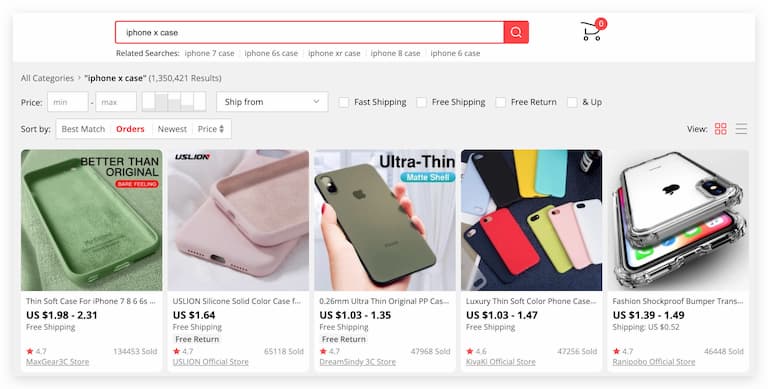 iphone x case
0
Related Searches: iphone 7 case iphone 6s case iphone xr case iphone 8 case iphone 6 case
All Categories > "iphone x case" (1,350,421 Results)
Price: min - max Ship from Fast Shipping Free Shipping Free Return & Up
Sort by: Best Match Orders Newest Price View:
BETTER THAN
ORIGINAL
BARE FEELING
USLION
Ultra-Thin
Matte Shell
iPhone
Thin Soft Case For iPhone 7 8 6 6s ...
US $1.98 - 2.31
Free Shipping
4.7 134453 Sold
MaxGear3C Store
USLION Silicone Solid Color Case f...
US $1.64
Free Shipping
Free Return
4.7 65118 Sold
USLION Official Store
0.26mm Ultra Thin Original PP Cas...
US $1.03 - 1.35
Free Shipping
Free Return
4.7 47968 Sold
DreamSindy 3C Store
Luxury Thin Soft Color Phone Case...
US $1.03 - 1.47
Free Shipping
4.6 47256 Sold
KivaKi Official Store
Fashion Shockproof Bumper Trans...
US $1.39 - 1.49
Shipping: US $0.52
4.7 46448 Sold
Ranipobo Official Store